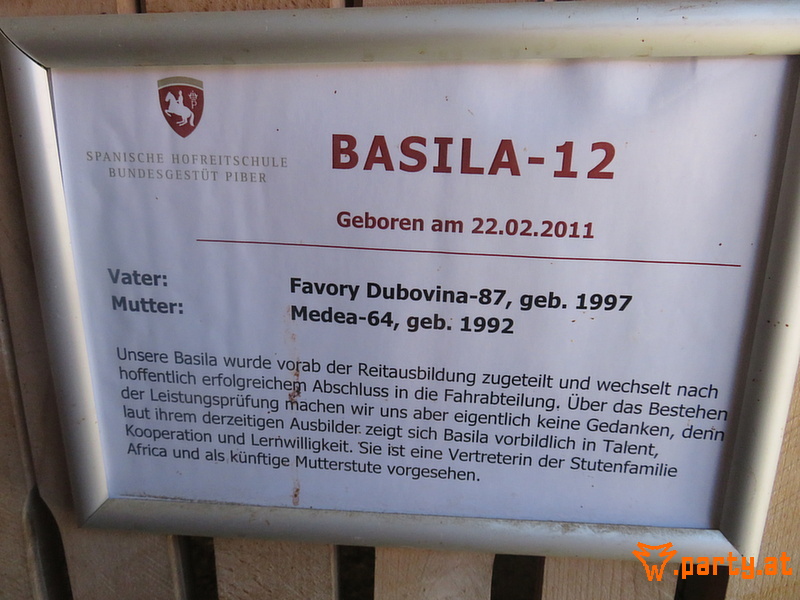 SPANISCHE HOFREITSCHULE
BUNDESGESTÜT PIBER
BASILA-12
Geboren am 22.02.2011
Vater: Favory Dubovina-87, geb. 1997
Mutter: Medea-64, geb. 1992
Unsere Basila wurde vorab der Reitausbildung zugeteilt und wechselt nach
hoffentlich erfolgreichem Abschluss in die Fahrabteilung. Über das Bestehen
der Leistungsprüfung machen wir uns aber eigentlich keine Gedanken, denn
laut ihrem derzeitigen Ausbilder zeigt sich Basila vorbildlich in Talent,
Kooperation und Lernwilligkeit. Sie ist eine Vertreterin der Stutenfamilie
Africa und als künftige Mutterstute vorgesehen.
w.party.at